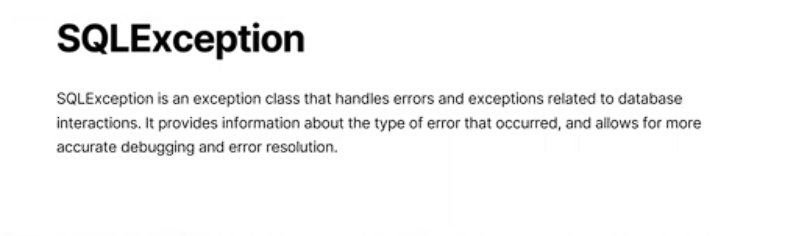 SQLException
SQLException is an exception class that handles errors and exceptions related to database
interactions. It provides information about the type of error that occurred, and allows for more
accurate debugging and error resolution.